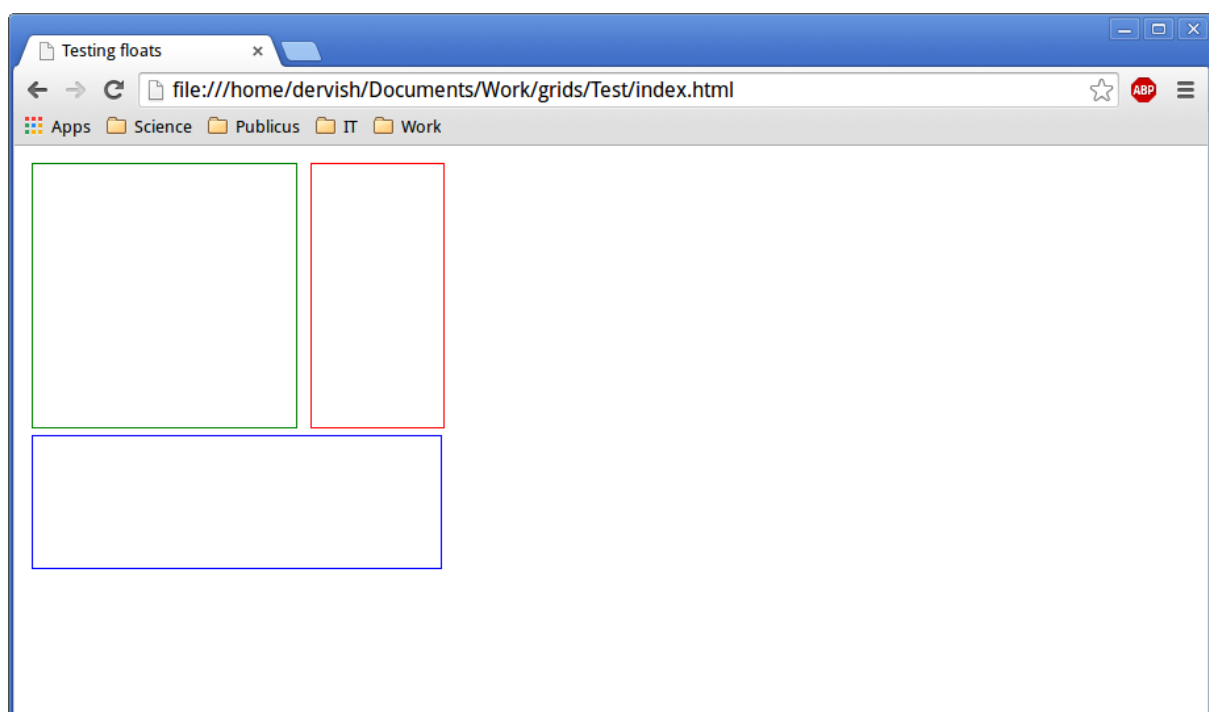 Testing floats
file:///home/dervish/Documents/Work/grids/Test/index.html
ABP
Apps Science Publicus IT Work